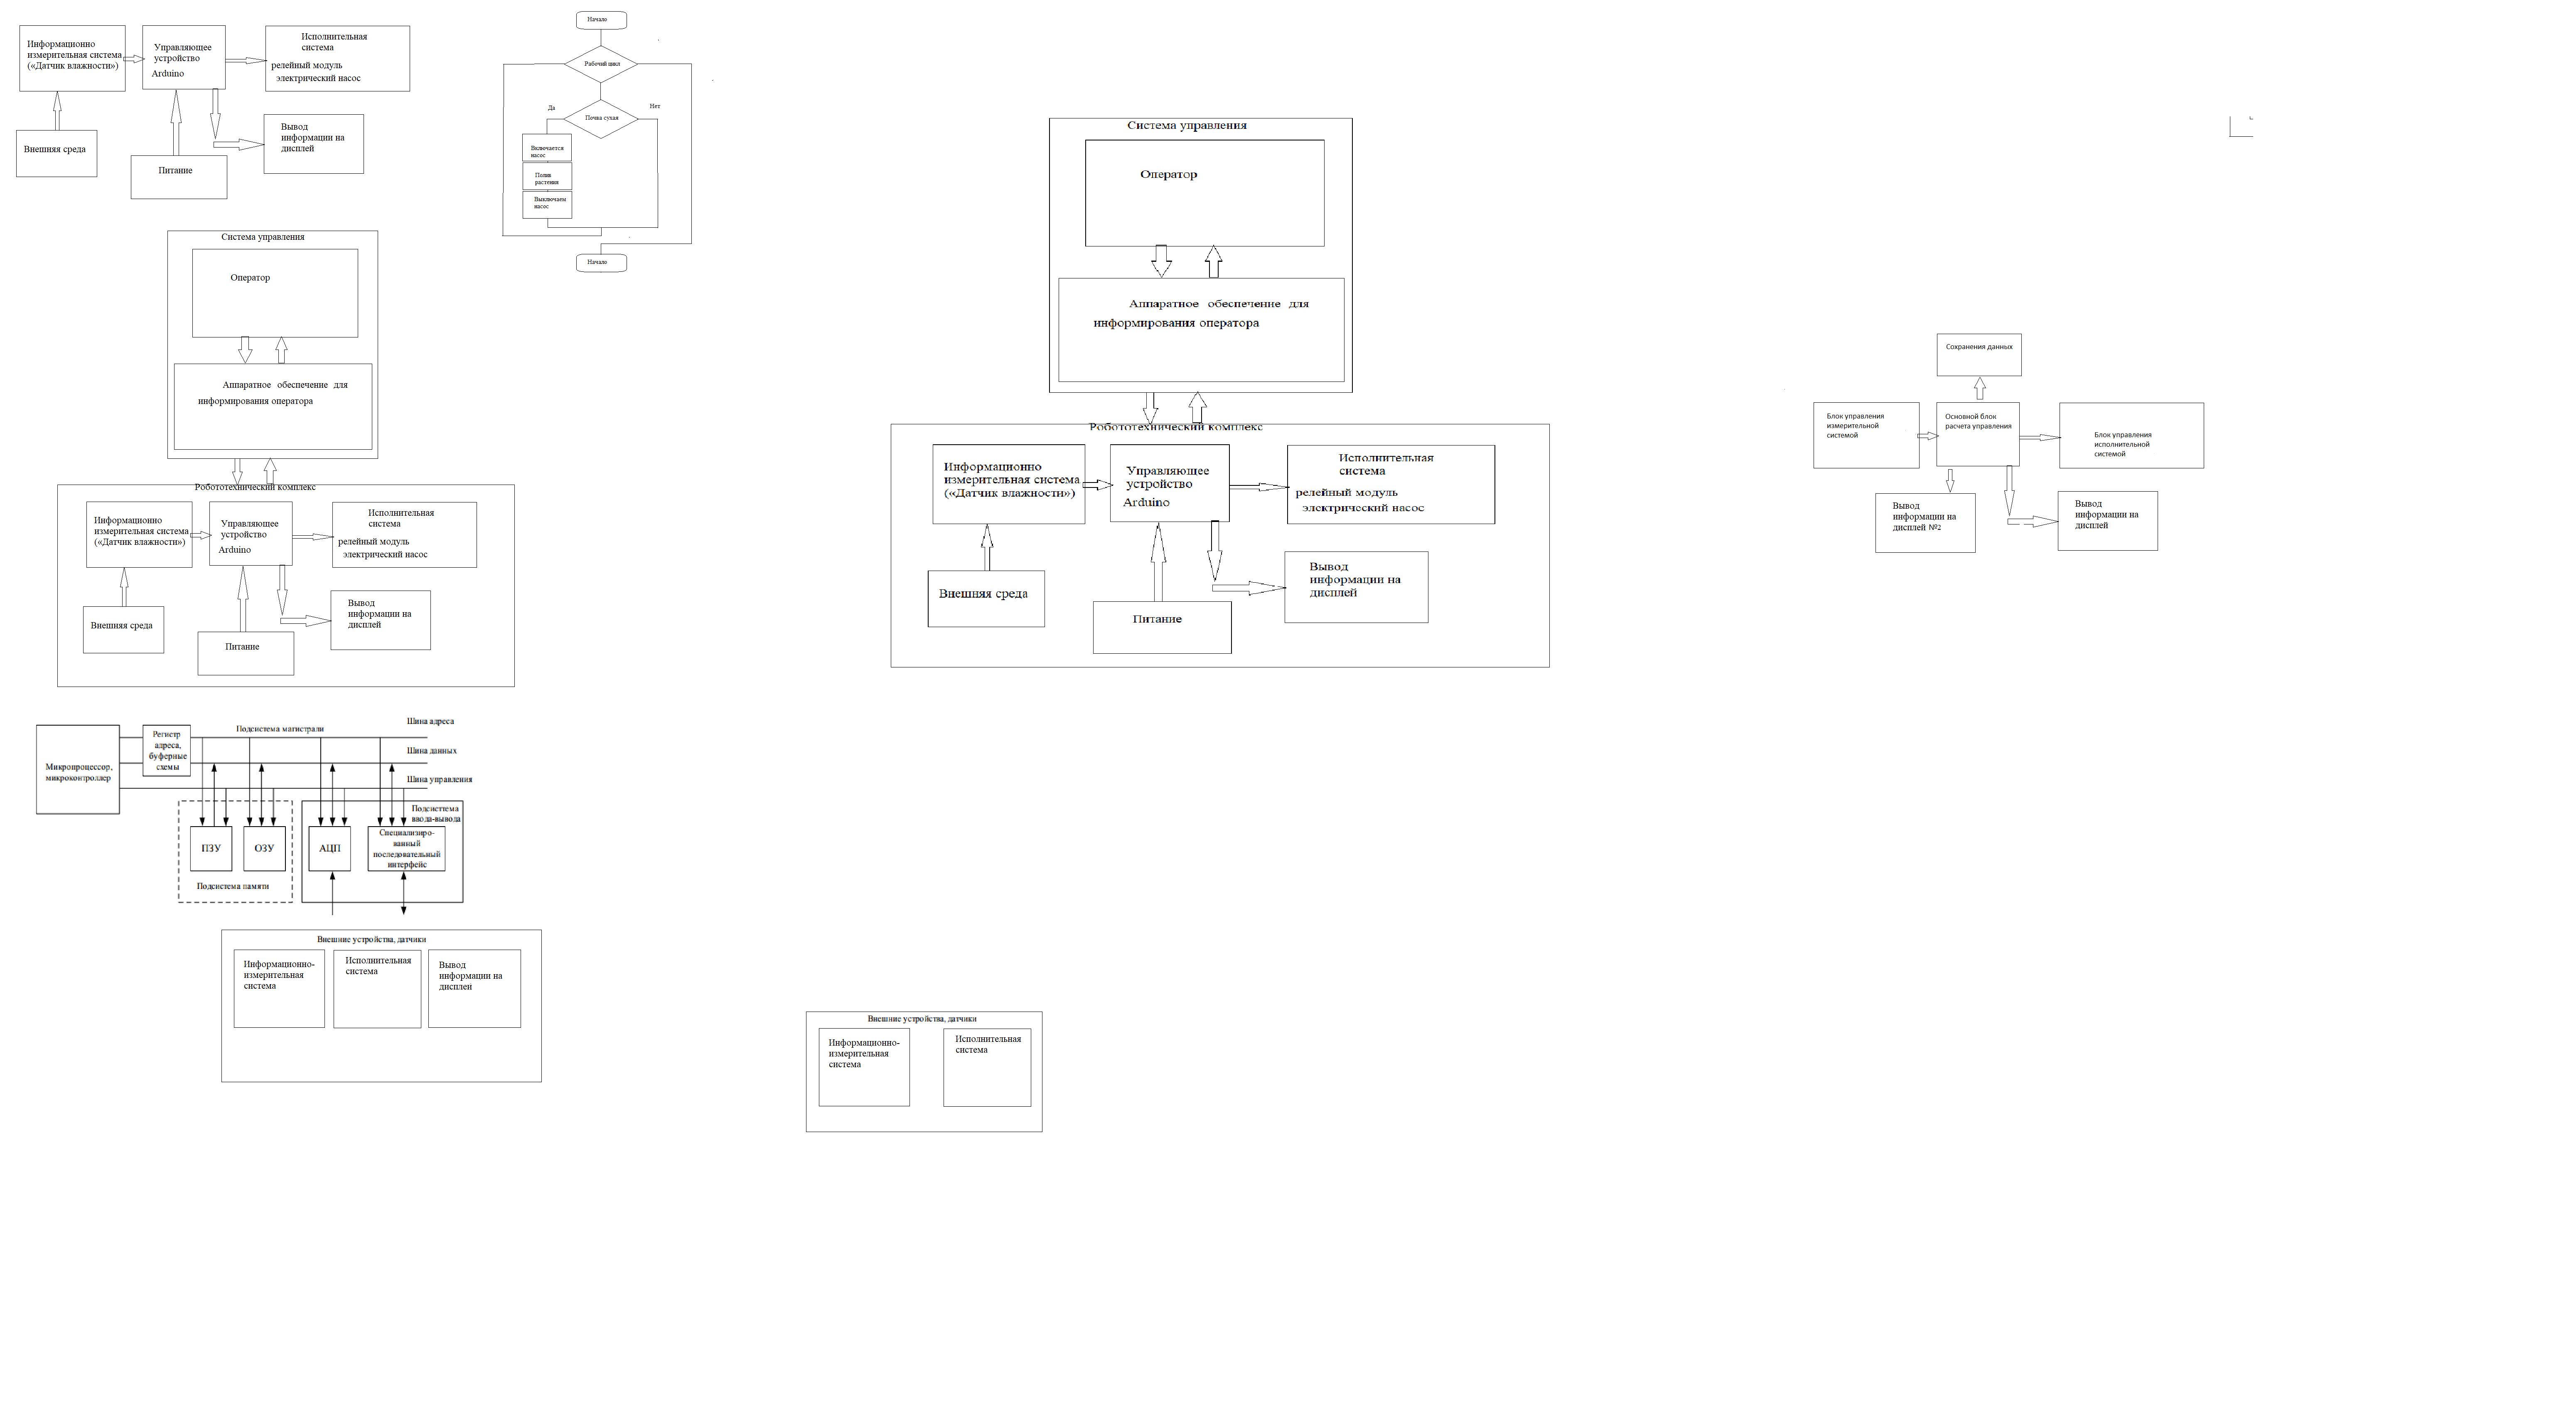 Информационно
измерительная система
(«Датчик влажности»)
Управляющее
устройство
Arduino
Исполнительная
система
релейный модуль
электрический насос
Внешняя среда
Питание
Вывод
информации на
дисплей
Начало
Рабочий цикл
Да
Нет
Почка сухая
Включается
насос
Полив
растения
Выключаем
насос
Начало
Система управления
Оператор
Аппаратное обеспечение для
информирования оператора
Робототехнический комплекс
Информационно
измерительная система
(«Датчик влажности»)
Управляющее
устройство
Arduino
Исполнительная
система
релейный модуль
электрический насос
Внешняя среда
Питание
Вывод
информации на
дисплей
Микропроцессор,
микроконтроллер
Регистр
адреса,
буферные
схемы
Подсистема магистрали
Шина адреса
Шина данных
Шина управления
Подсисттема
ввода-вывода
ПЗУ
ОЗУ
АЦП
Специализиро-
ванный
последовательный
интерфейс
Подсистема памяти
Внешние устройства, датчики
Информационно-
измерительная
система
Исполнительная
система
Вывод
информации на
дисплей
Система управления
Оператор
Аппаратное обеспечение для
информирования оператора
Робототехнический комплекс
Информационно
измерительная система
(«Датчик влажности»)
Управляющее
устройство
Arduino
Исполнительная
система
релейный модуль
электрический насос
Внешняя среда
Питание
Вывод
информации на
дисплей
Внешние устройства, датчики
Информационно-
измерительная
система
Исполнительная
система
Сохранения данных
Блок управления
измерительной
системой
Основной блок
расчета управления
Блок управления
исполнительной
системой
Вывод
информации на
дисплей №2
Вывод
информации на
дисплей